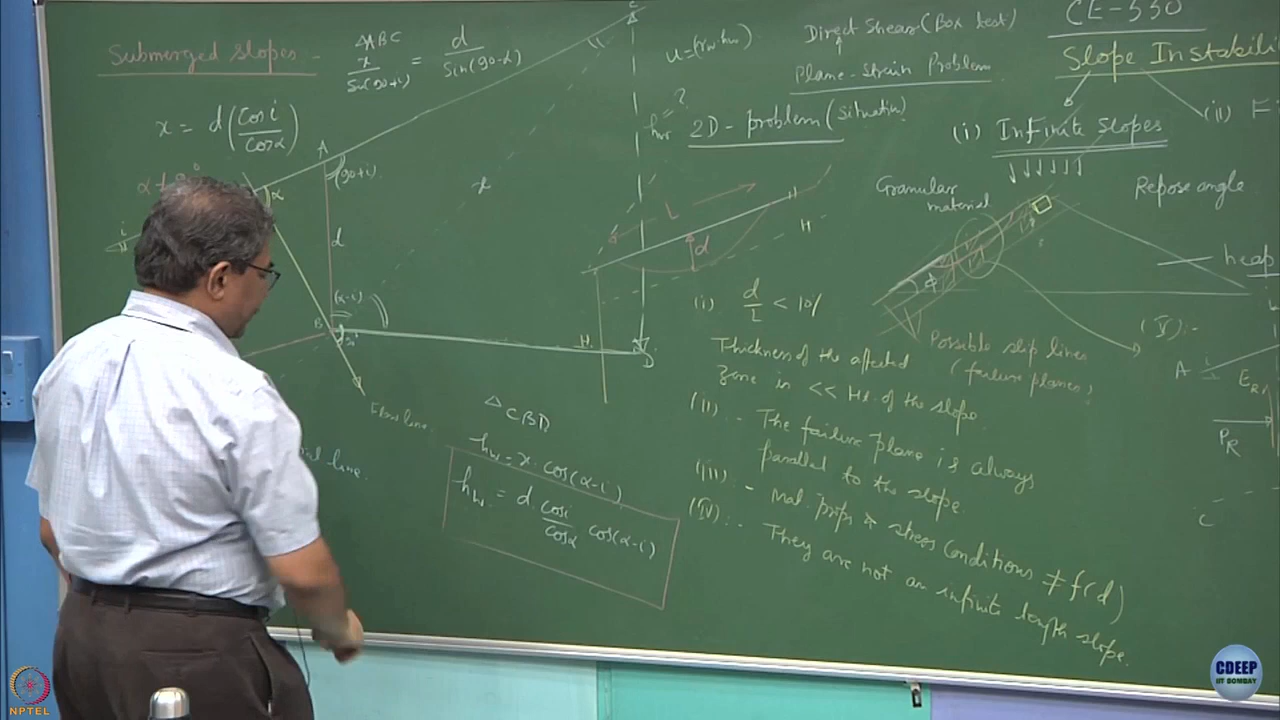 Submerged Slopes -
ΔABC
x / Sin(90+i) = d / Sin(90-α)
x = d (Cos i / Cos α)
i
α
A
(90+i)
d
(α-i)
B
x
C
D
H
Flow line
line
Δ CBD
hw = x. cos(α-i)
hw = d. cos i / cos α cos(α-i)
u = (γw. hw)
hw = ?
Direct Shear (Box test)
Plane-Strain Problem
2D - problem (situation)
L
d
H
(i) d/L < 10%
Thickness of the affected
Zone is << Ht. of the slope
(ii) :- The failure plane is always
parallel to the slope
(iii) :- Mat. props & stress Conditions ≠ f(d)
(iv) :- They are not an infinite length slope.
CE-550
Slope Instabili
(i) Infinite Slopes
(ii) F
Granular
material
Repose angle
heap
φ
Possible slip lines
(failure planes)
(V) :-
A
i
ER
PR
C
NPTEL
CDEEP
IIT BOMBAY